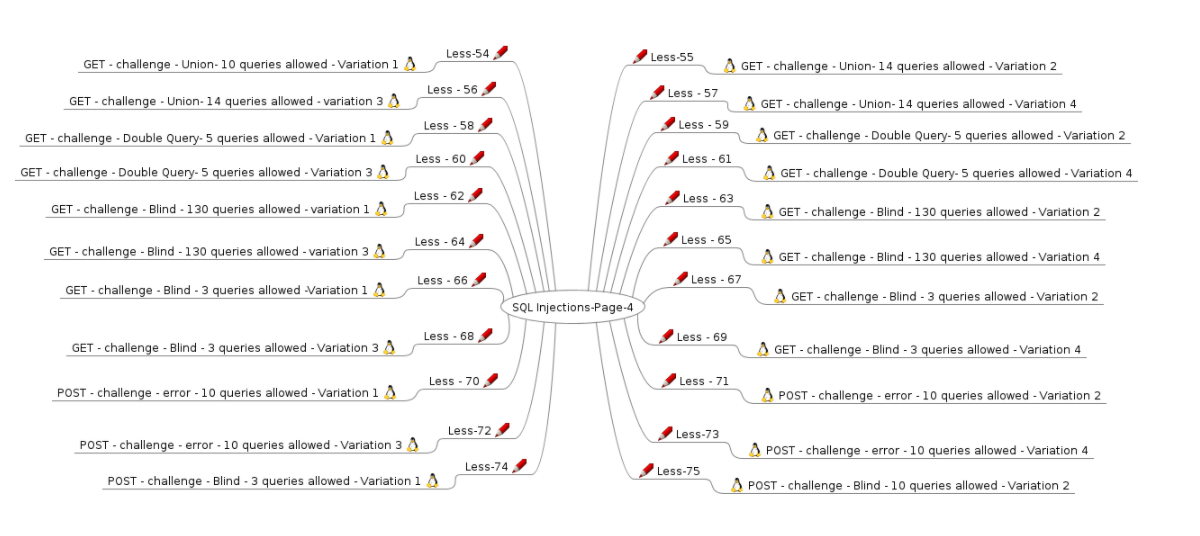 Less-54
GET - challenge - Union- 10 queries allowed - Variation 1
Less - 56
GET - challenge - Union- 14 queries allowed - variation 3
Less - 58
GET - challenge - Double Query- 5 queries allowed - Variation 1
Less - 60
GET - challenge - Double Query- 5 queries allowed - Variation 3
Less - 62
GET - challenge - Blind - 130 queries allowed - variation 1
Less - 64
GET - challenge - Blind - 130 queries allowed - variation 3
Less - 66
GET - challenge - Blind - 3 queries allowed -Variation 1
Less - 68
GET - challenge - Blind - 3 queries allowed - Variation 3
Less - 70
POST - challenge - error - 10 queries allowed - Variation 1
Less-72
POST - challenge - error - 10 queries allowed - Variation 3
Less-74
POST - challenge - Blind - 3 queries allowed - Variation 1
SQL Injections-Page-4
Less-55
GET - challenge - Union- 14 queries allowed - Variation 2
Less - 57
GET - challenge - Union- 14 queries allowed - Variation 4
Less - 59
GET - challenge - Double Query- 5 queries allowed - Variation 2
Less - 61
GET - challenge - Double Query- 5 queries allowed - Variation 4
Less - 63
GET - challenge - Blind - 130 queries allowed - Variation 2
Less - 65
GET - challenge - Blind - 130 queries allowed - Variation 4
Less - 67
GET - challenge - Blind - 3 queries allowed - Variation 2
Less - 69
GET - challenge - Blind - 3 queries allowed - Variation 4
Less - 71
POST - challenge - error - 10 queries allowed - Variation 2
Less-73
POST - challenge - error - 10 queries allowed - Variation 4
Less-75
POST - challenge - Blind - 10 queries allowed - Variation 2